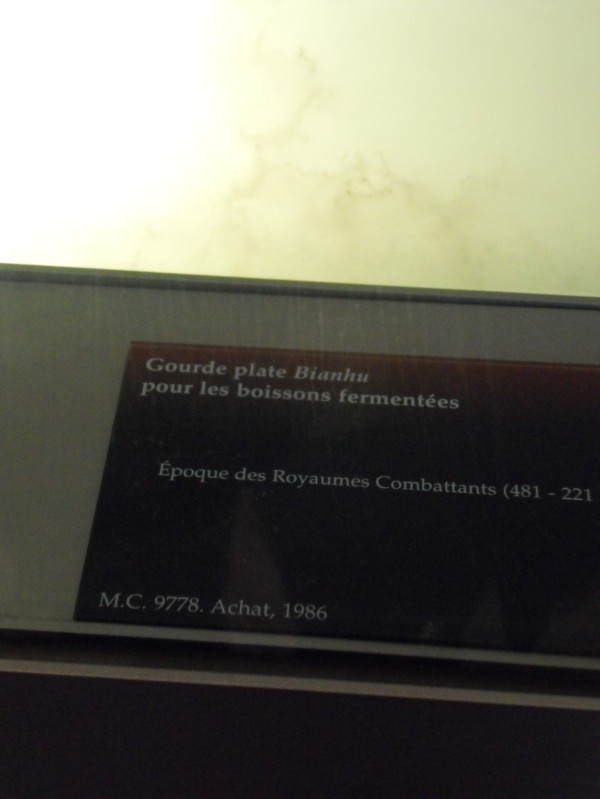 Gourde plate Bianhu
pour les boissons fermentées
Époque des Royaumes Combattants (481 - 221
M.C. 9778. Achat, 1986